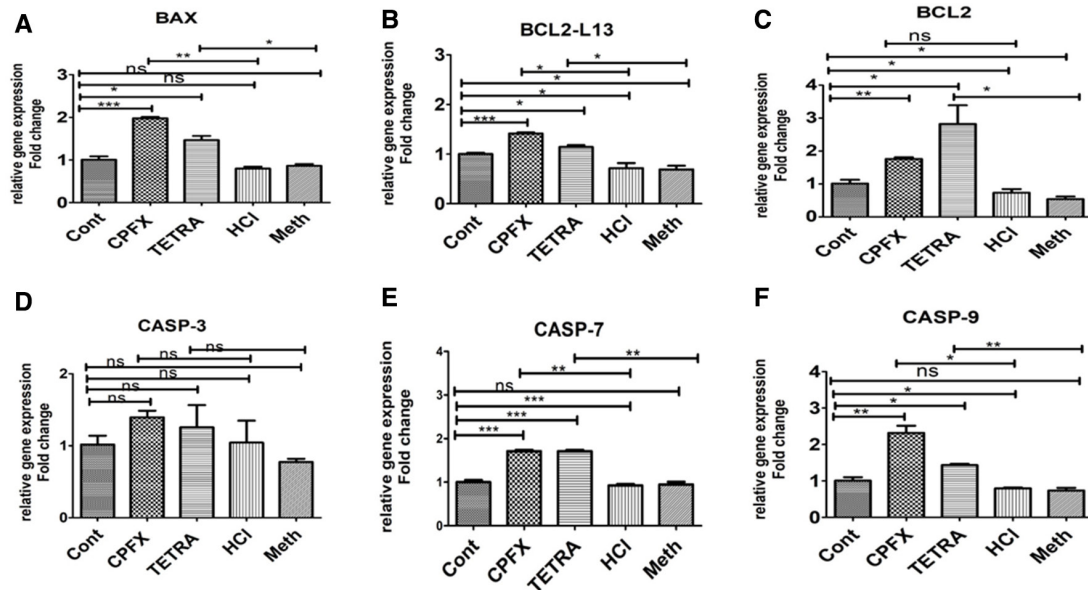 A
BAX
relative gene expression
Fold change
3
2
1
0
*
**
ns
ns
*
***
Cont
CPFX
TETRA
HCl
Meth
B
BCL2-L13
relative gene expression
Fold change
3
2
1
0
*
*
*
*
*
***
Cont
CPFX
TETRA
HCl
Meth
C
BCL2
relative gene expression
Fold change
4
3
2
1
0
ns
*
*
*
**
*
Cont
CPFX
TETRA
HCl
Meth
D
CASP-3
relative gene expression
Fold change
2
1
0
ns
ns
ns
ns
ns
ns
Cont
CPFX
TETRA
HCl
Meth
E
CASP-7
relative gene expression
Fold change
4
3
2
1
0
**
**
ns
***
***
***
Cont
CPFX
TETRA
HCl
Meth
F
CASP-9
relative gene expression
Fold change
4
3
2
1
0
**
*
ns
*
*
**
Cont
CPFX
TETRA
HCl
Meth